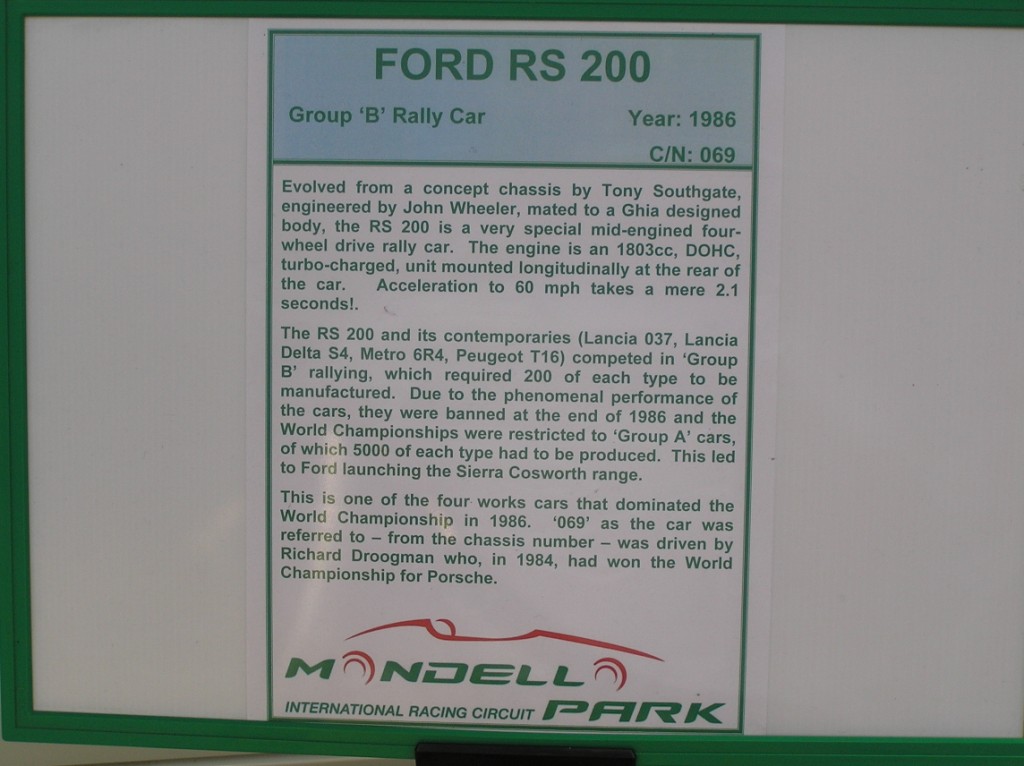 FORD RS 200
Group ‘B’ Rally Car
Year: 1986
C/N: 069
Evolved from a concept chassis by Tony Southgate,
engineered by John Wheeler, mated to a Ghia designed
body, the RS 200 is a very special mid-engined four-
wheel drive rally car. The engine is an 1803cc, DOHC,
turbo-charged, unit mounted longitudinally at the rear of
the car. Acceleration to 60 mph takes a mere 2.1
seconds!.
The RS 200 and its contemporaries (Lancia 037, Lancia
Delta S4, Metro 6R4, Peugeot T16) competed in ‘Group
B’ rallying, which required 200 of each type to be
manufactured. Due to the phenomenal performance of
the cars, they were banned at the end of 1986 and the
World Championships were restricted to ‘Group A’ cars,
of which 5000 of each type had to be produced. This led
to Ford launching the Sierra Cosworth range.
This is one of the four works cars that dominated the
World Championship in 1986. ‘069’ as the car was
referred to – from the chassis number – was driven by
Richard Droogman who, in 1984, had won the World
Championship for Porsche.
MONDELLO
INTERNATIONAL RACING CIRCUIT PARK